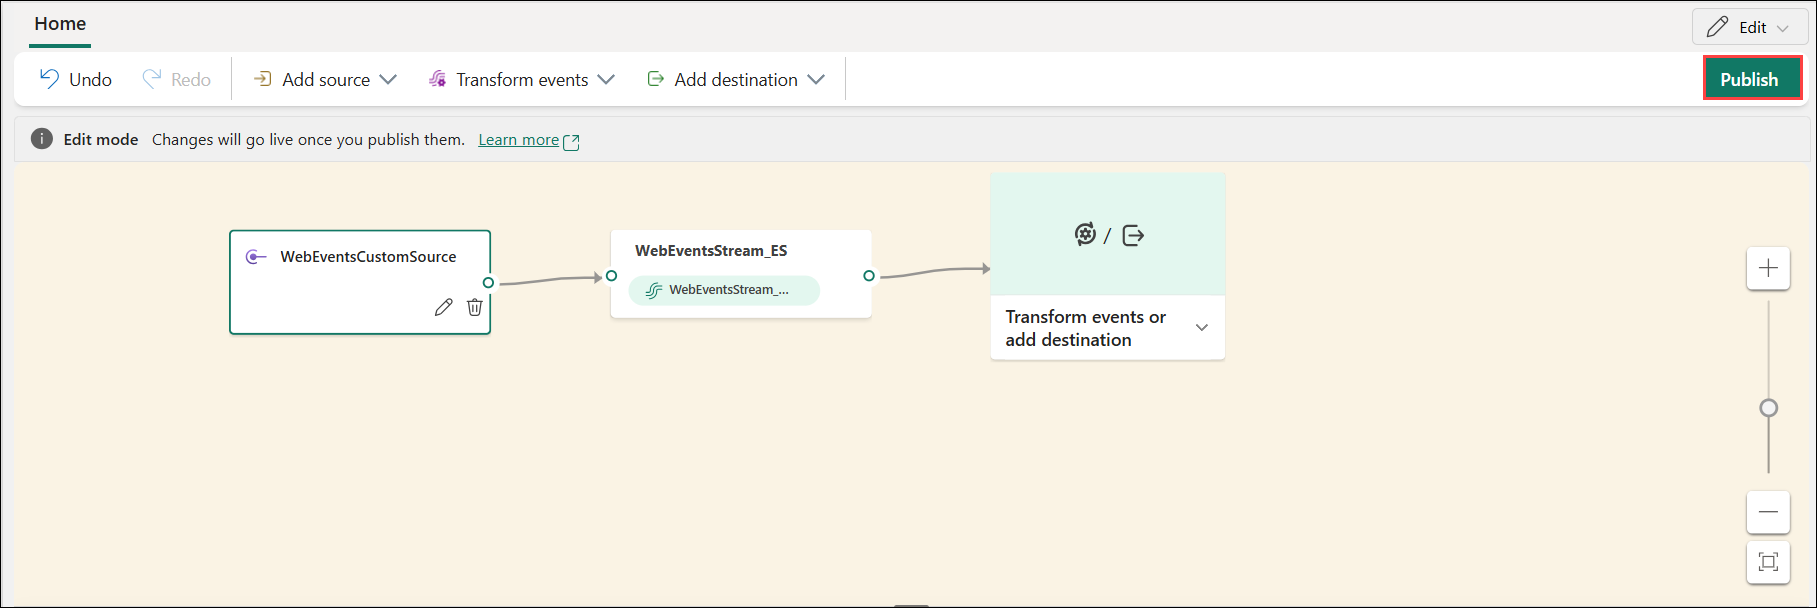 Home
Edit
Undo
Redo
Add source
Transform events
Add destination
Publish
Edit mode Changes will go live once you publish them. Learn more
WebEventsCustomSource
WebEventsStream_ES
WebEventsStream_...
/
Transform events or
add destination